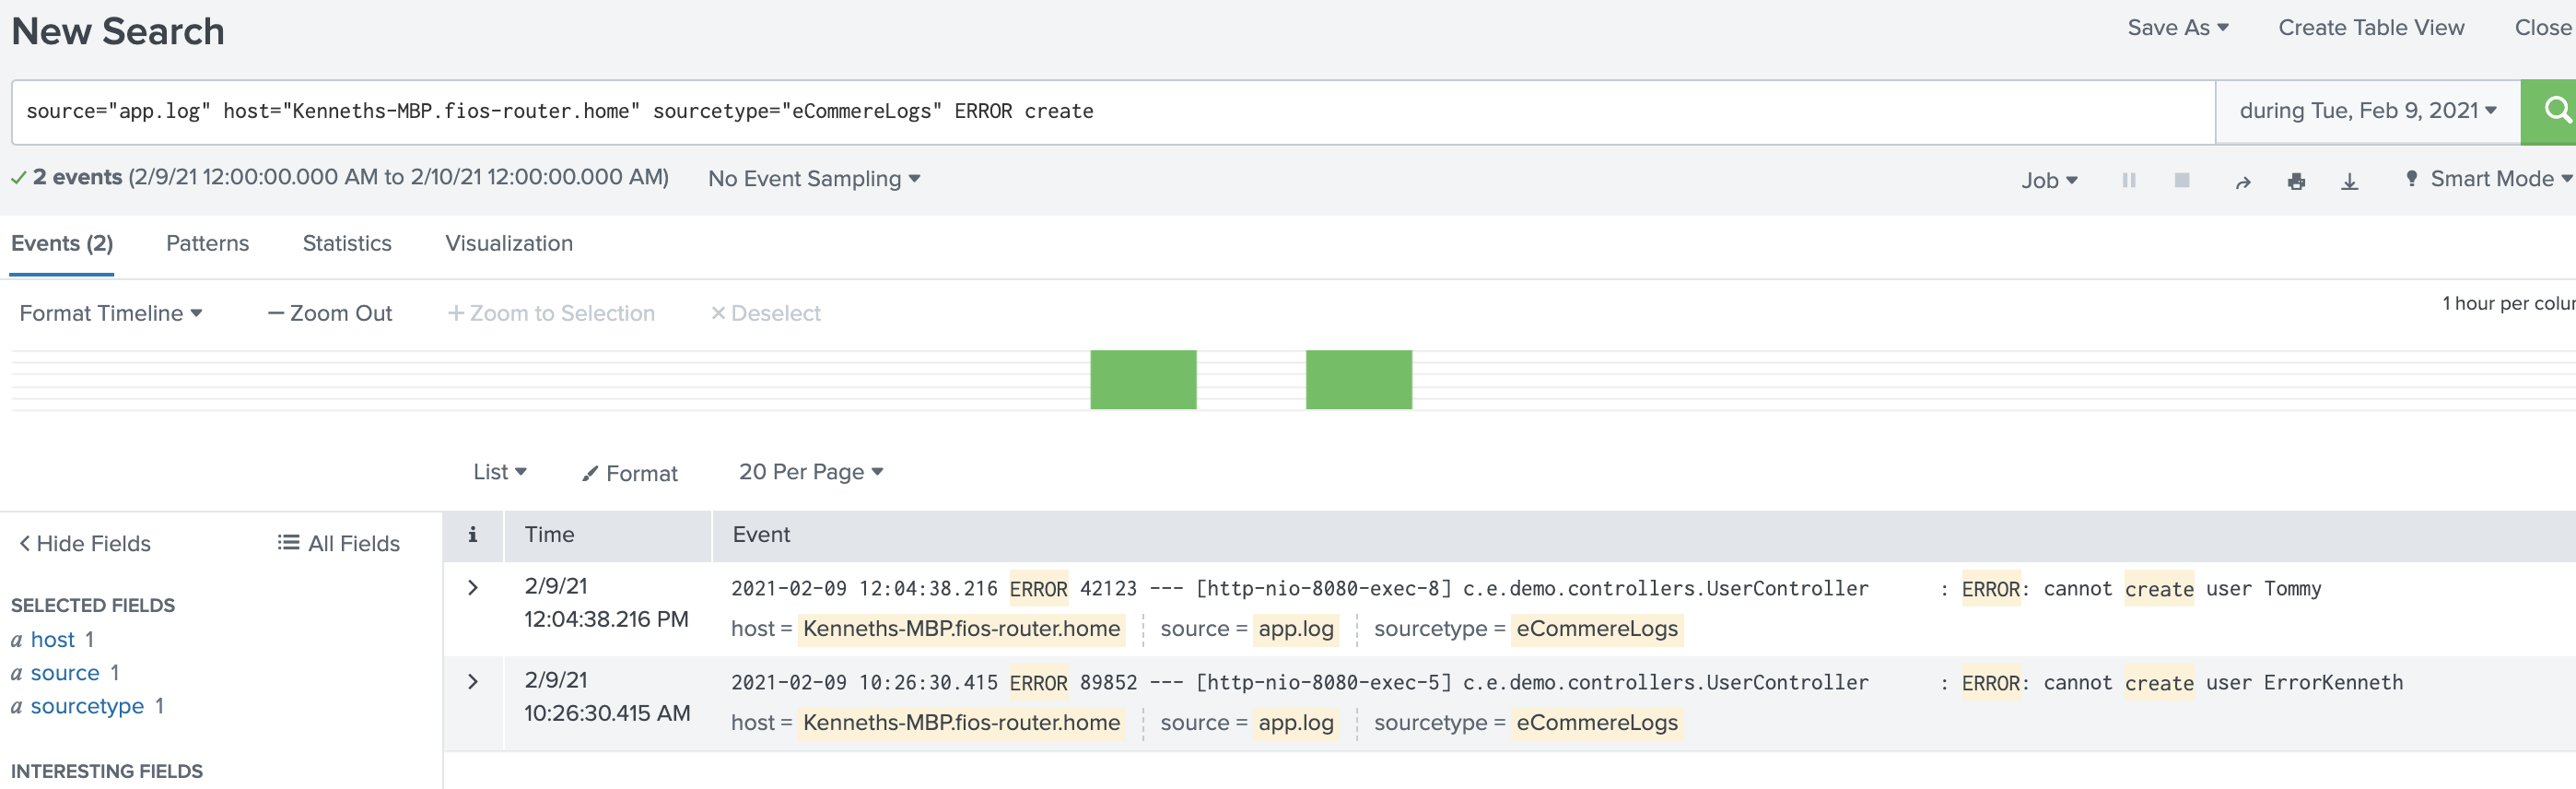 New Search
Save As Create Table View Close
source="app.log" host="Kenneths-MBP.fios-router.home" sourcetype="eCommereLogs" ERROR create
during Tue, Feb 9, 2021
2 events (2/9/21 12:00:00.000 AM to 2/10/21 12:00:00.000 AM) No Event Sampling
Job Smart Mode
Events (2) Patterns Statistics Visualization
Format Timeline — Zoom Out + Zoom to Selection × Deselect
1 hour per colu
List Format 20 Per Page
< Hide Fields All Fields
i Time Event
SELECTED FIELDS
a host 1
a source 1
a sourcetype 1
INTERESTING FIELDS
> 2/9/21 2021-02-09 12:04:38.216 ERROR 42123 --- [http-nio-8080-exec-8] c.e.demo.controllers.UserController : ERROR: cannot create user Tommy
12:04:38.216 PM host = Kenneths-MBP.fios-router.home source = app.log sourcetype = eCommereLogs
> 2/9/21 2021-02-09 10:26:30.415 ERROR 89852 --- [http-nio-8080-exec-5] c.e.demo.controllers.UserController : ERROR: cannot create user ErrorKenneth
10:26:30.415 AM host = Kenneths-MBP.fios-router.home source = app.log sourcetype = eCommereLogs